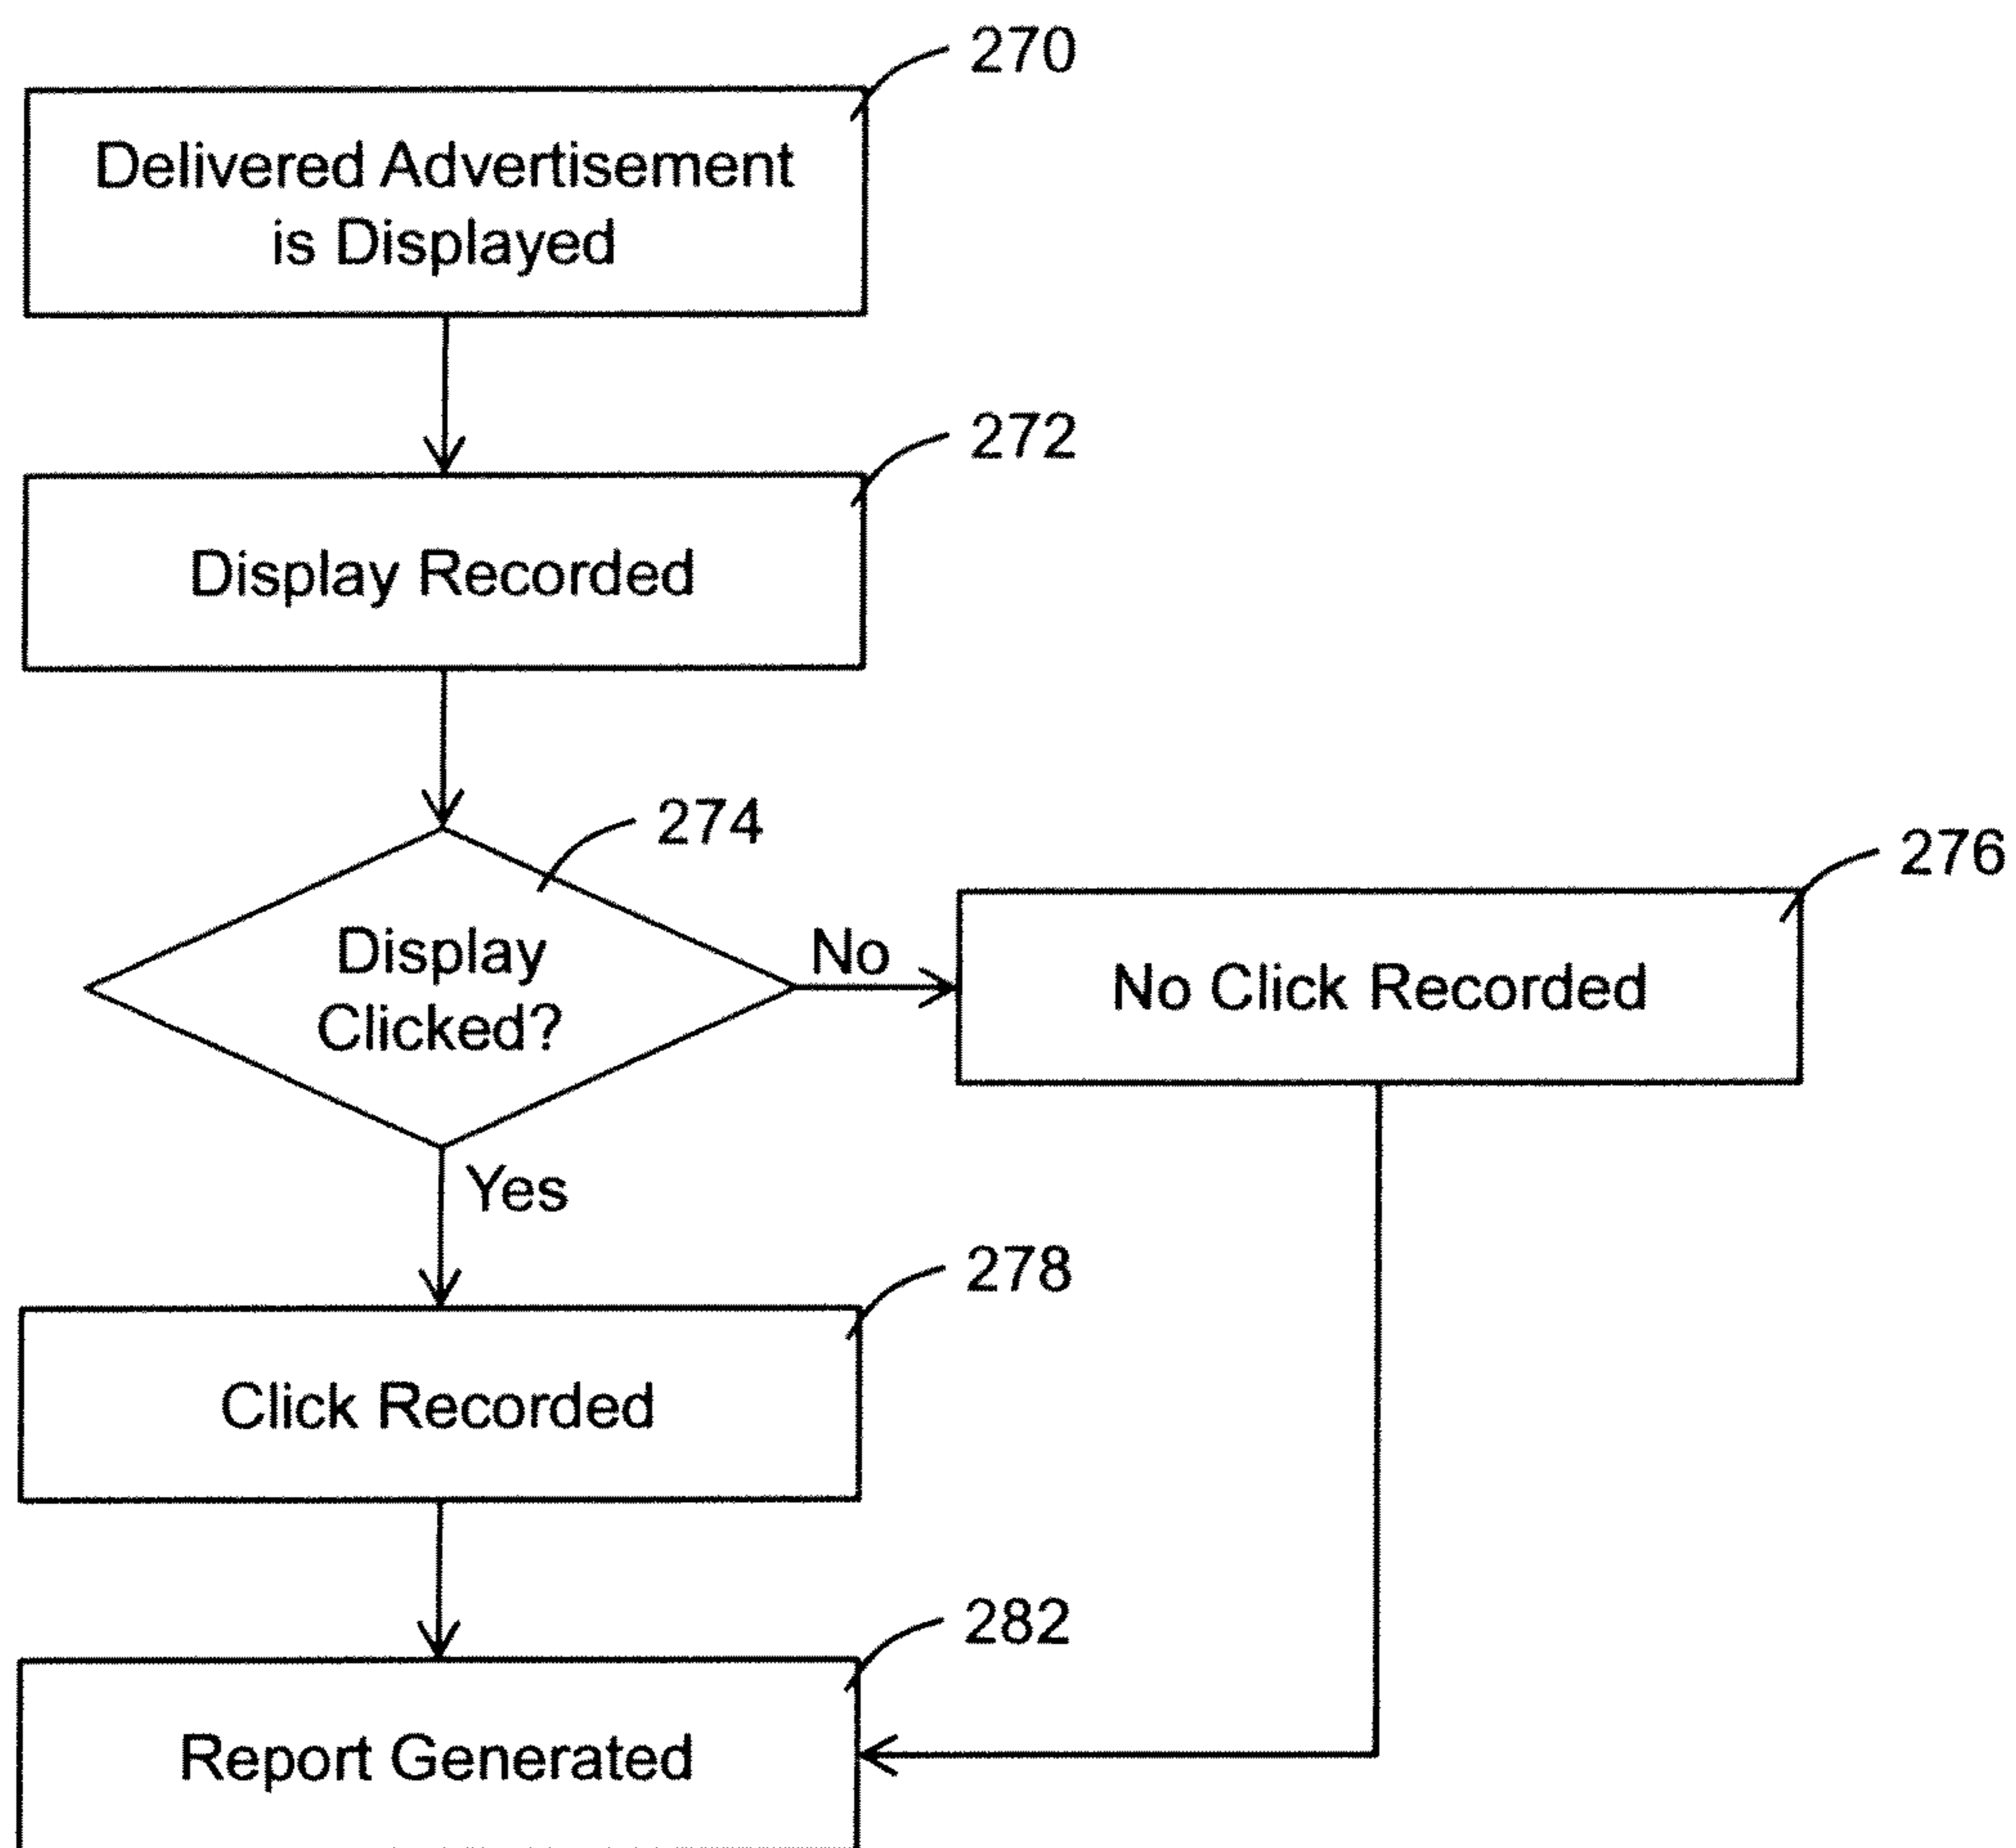 270
Delivered Advertisement
is Displayed
272
Display Recorded
274
Display
Clicked?
No
276
No Click Recorded
Yes
278
Click Recorded
282
Report Generated